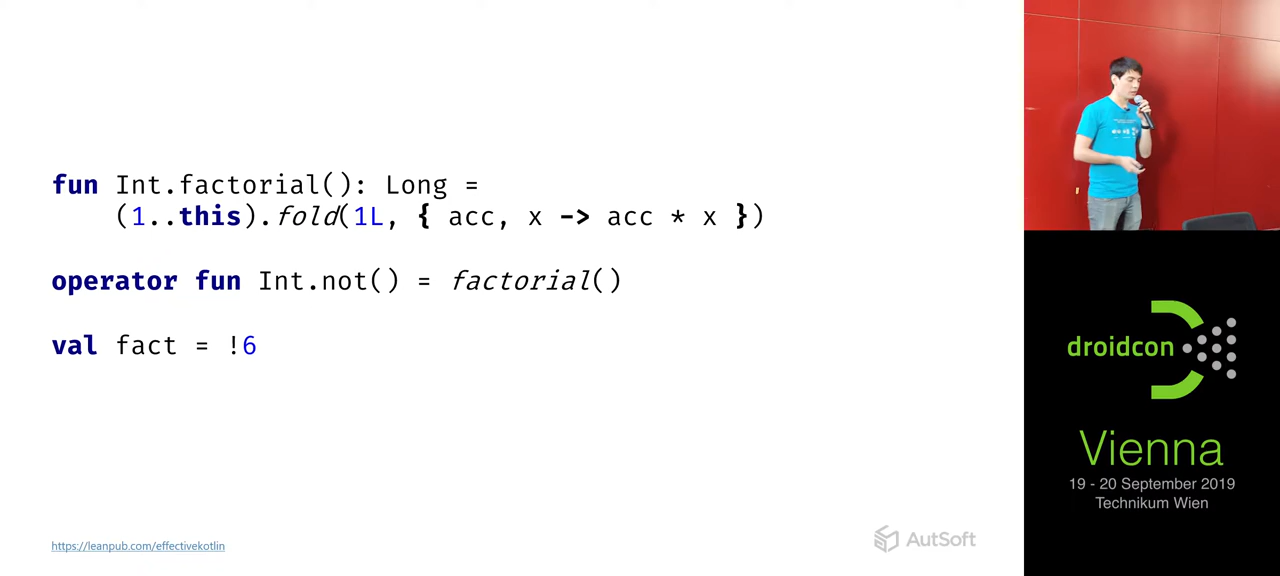 fun Int.factorial(): Long =
(1..this).fold(1L, { acc, x -> acc * x })
operator fun Int.not() = factorial()
val fact = !6
https://leanpub.com/effectivekotlin
AutSoft
droidcon
Vienna
19 - 20 September 2019
Technikum Wien